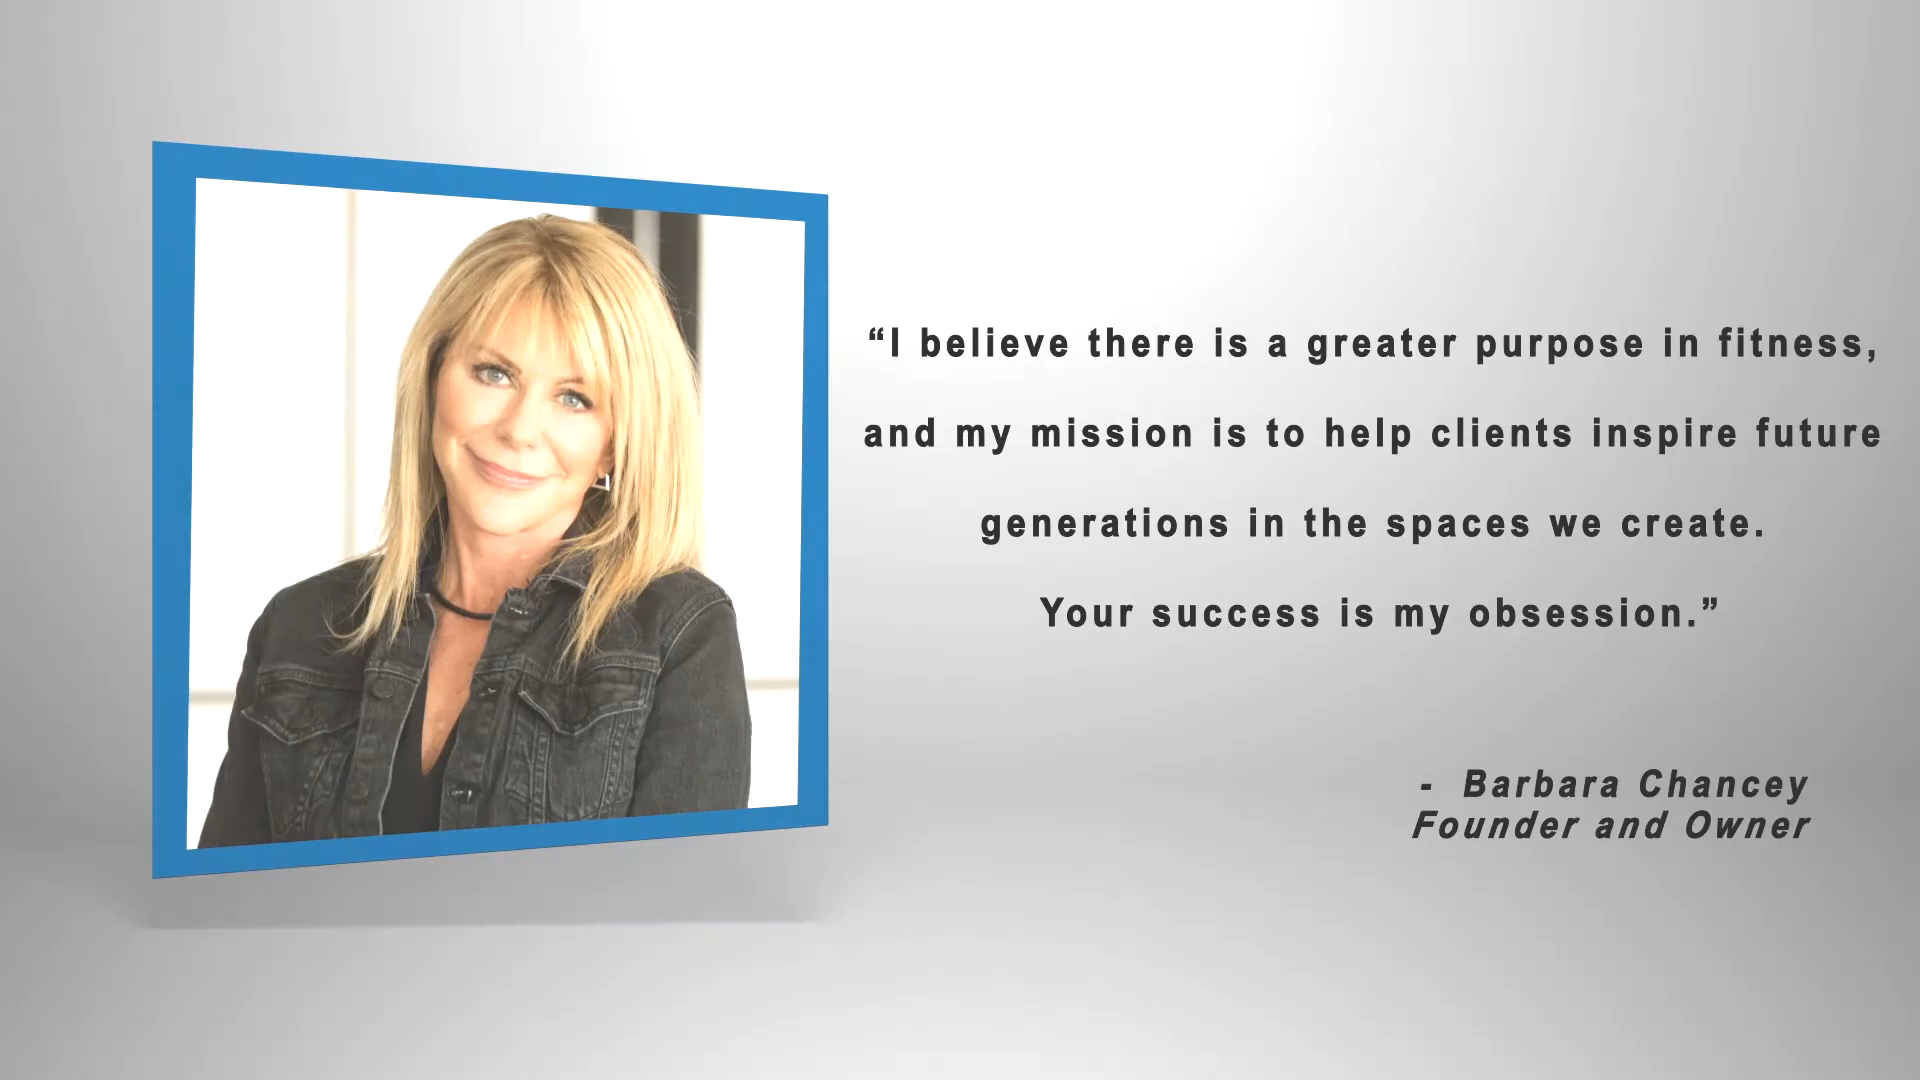 “I believe there is a greater purpose in fitness,
and my mission is to help clients inspire future
generations in the spaces we create.
Your success is my obsession.”
- Barbara Chancey
Founder and Owner